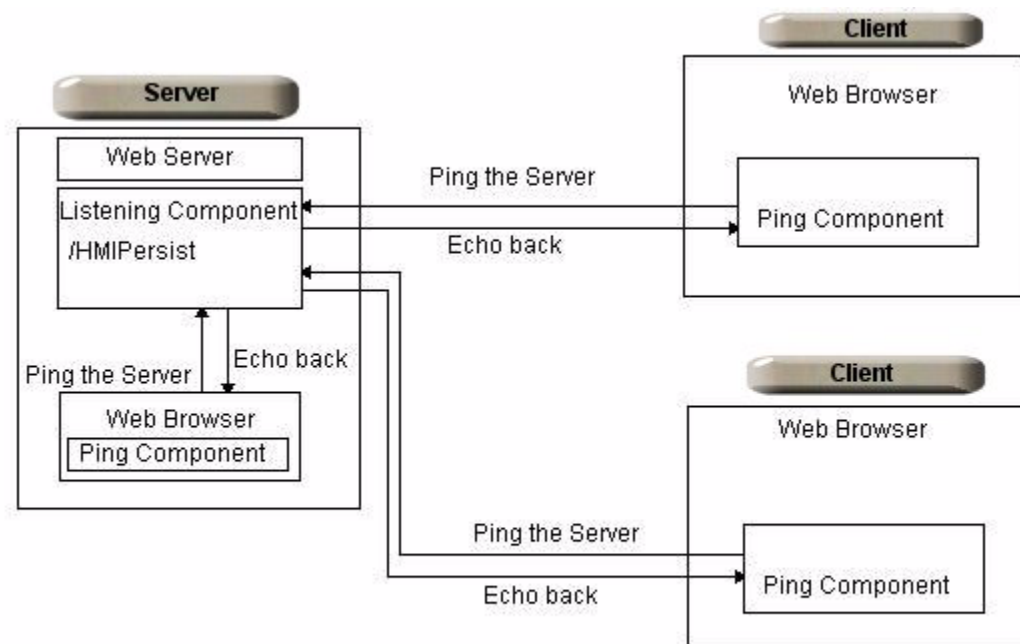 Server
Web Server
Listening Component
/HMIPersist
Ping the Server
Echo back
Web Browser
Ping Component
Ping the Server
Echo back
Client
Web Browser
Ping Component
Ping the Server
Echo back
Client
Web Browser
Ping Component